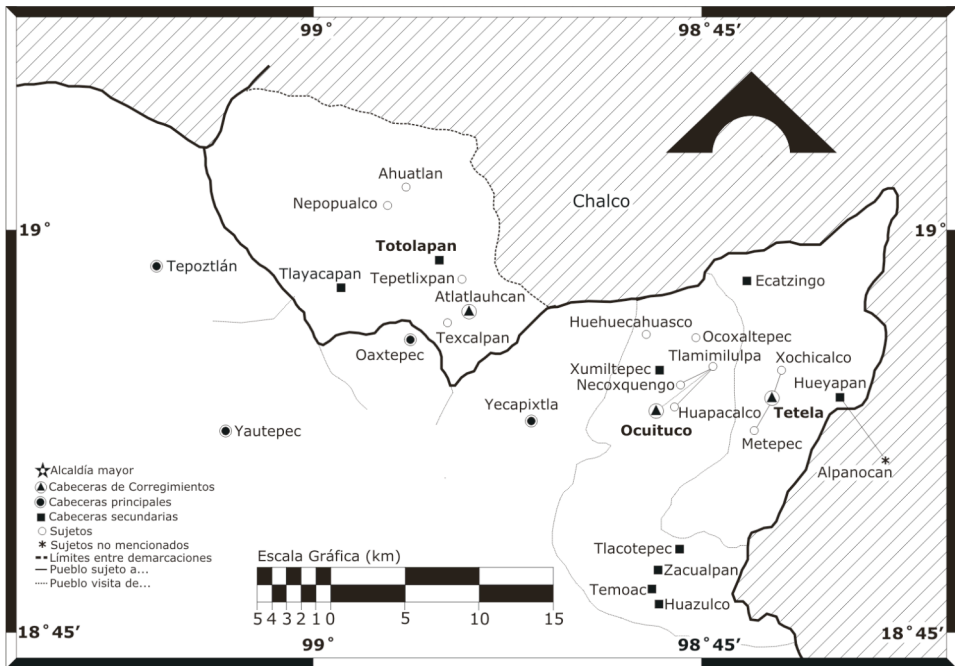 99°
98°45′
Ahuatlan
Chalco
Nepopualco
19°
19°
Totolapan
Tepoztlán
Tlayacapan
Tepetlixpan
Ecatzingo
Atlatlauhcan
Huehuecahuasco
Ocoxaltepec
Texcalpan
Oaxtepec
Tlamimilulpa
Xochicalco
Xumiltepec
Hueyapan
Necoxquengo
Yecapixtla
Huapacalco
Tetela
Ocuituco
Yautepec
Metepec
Alpanocan
Alcaldía mayor
Cabeceras de Corregimientos
Cabeceras principales
Cabeceras secundarias
Sujetos
Sujetos no mencionados
Límites entre demarcaciones
Pueblo sujeto a...
Pueblo visita de...
Escala Gráfica (km)
5 4 3 2 1 0 5 10 15
Tlacotepec
Zacualpan
Temoac
Huazulco
18°45′
18°45′
99°
98°45′